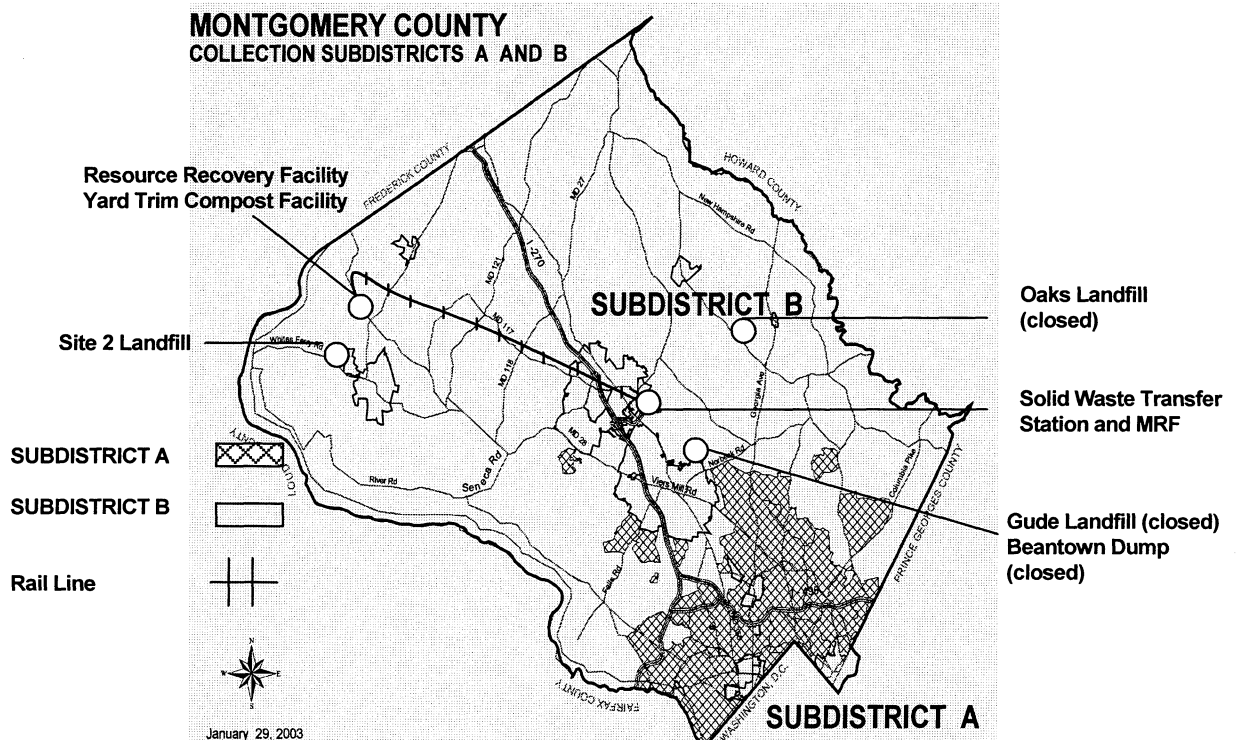 MONTGOMERY COUNTY
COLLECTION SUBDISTRICTS A AND B
Resource Recovery Facility
Yard Trim Compost Facility
FREDERICK COUNTY
HOWARD COUNTY
MD 27
New Hampshire Rd
I-270
MD 121
SUBDISTRICT B
Oaks Landfill
(closed)
Site 2 Landfill
Whites Ferry Rd
MD 117
MD 118
Georgia Ave
Solid Waste Transfer
Station and MRF
MD 28
Norbeck Rd
Columbia Pike
SUBDISTRICT A
LOUDOUN COUNTY
River Rd
Seneca Rd
Viers Mill Rd
PRINCE GEORGES COUNTY
SUBDISTRICT B
Gude Landfill (closed)
Beantown Dump
(closed)
Rail Line
Falls Rd
N
W
E
S
FAIRFAX COUNTY
WASHINGTON, D.C.
SUBDISTRICT A
January 29, 2003